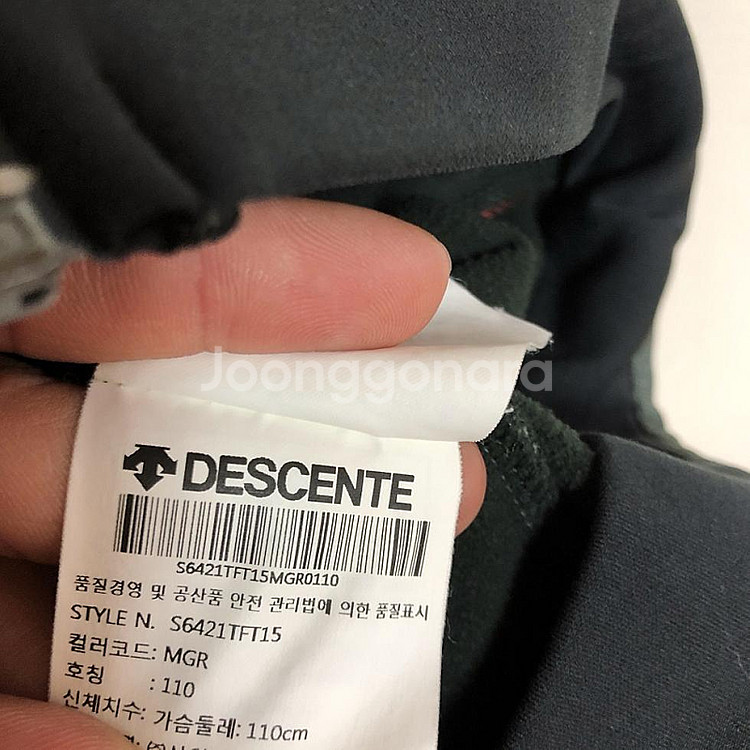 Joonggonara
DESCENTE
S6421TFT15MGR0110
품질경영 및 공산품 안전 관리법에 의한 품질표시
STYLE N. S6421TFT15
컬러코드: MGR
호칭 : 110
신체치수: 가슴둘레: 110cm